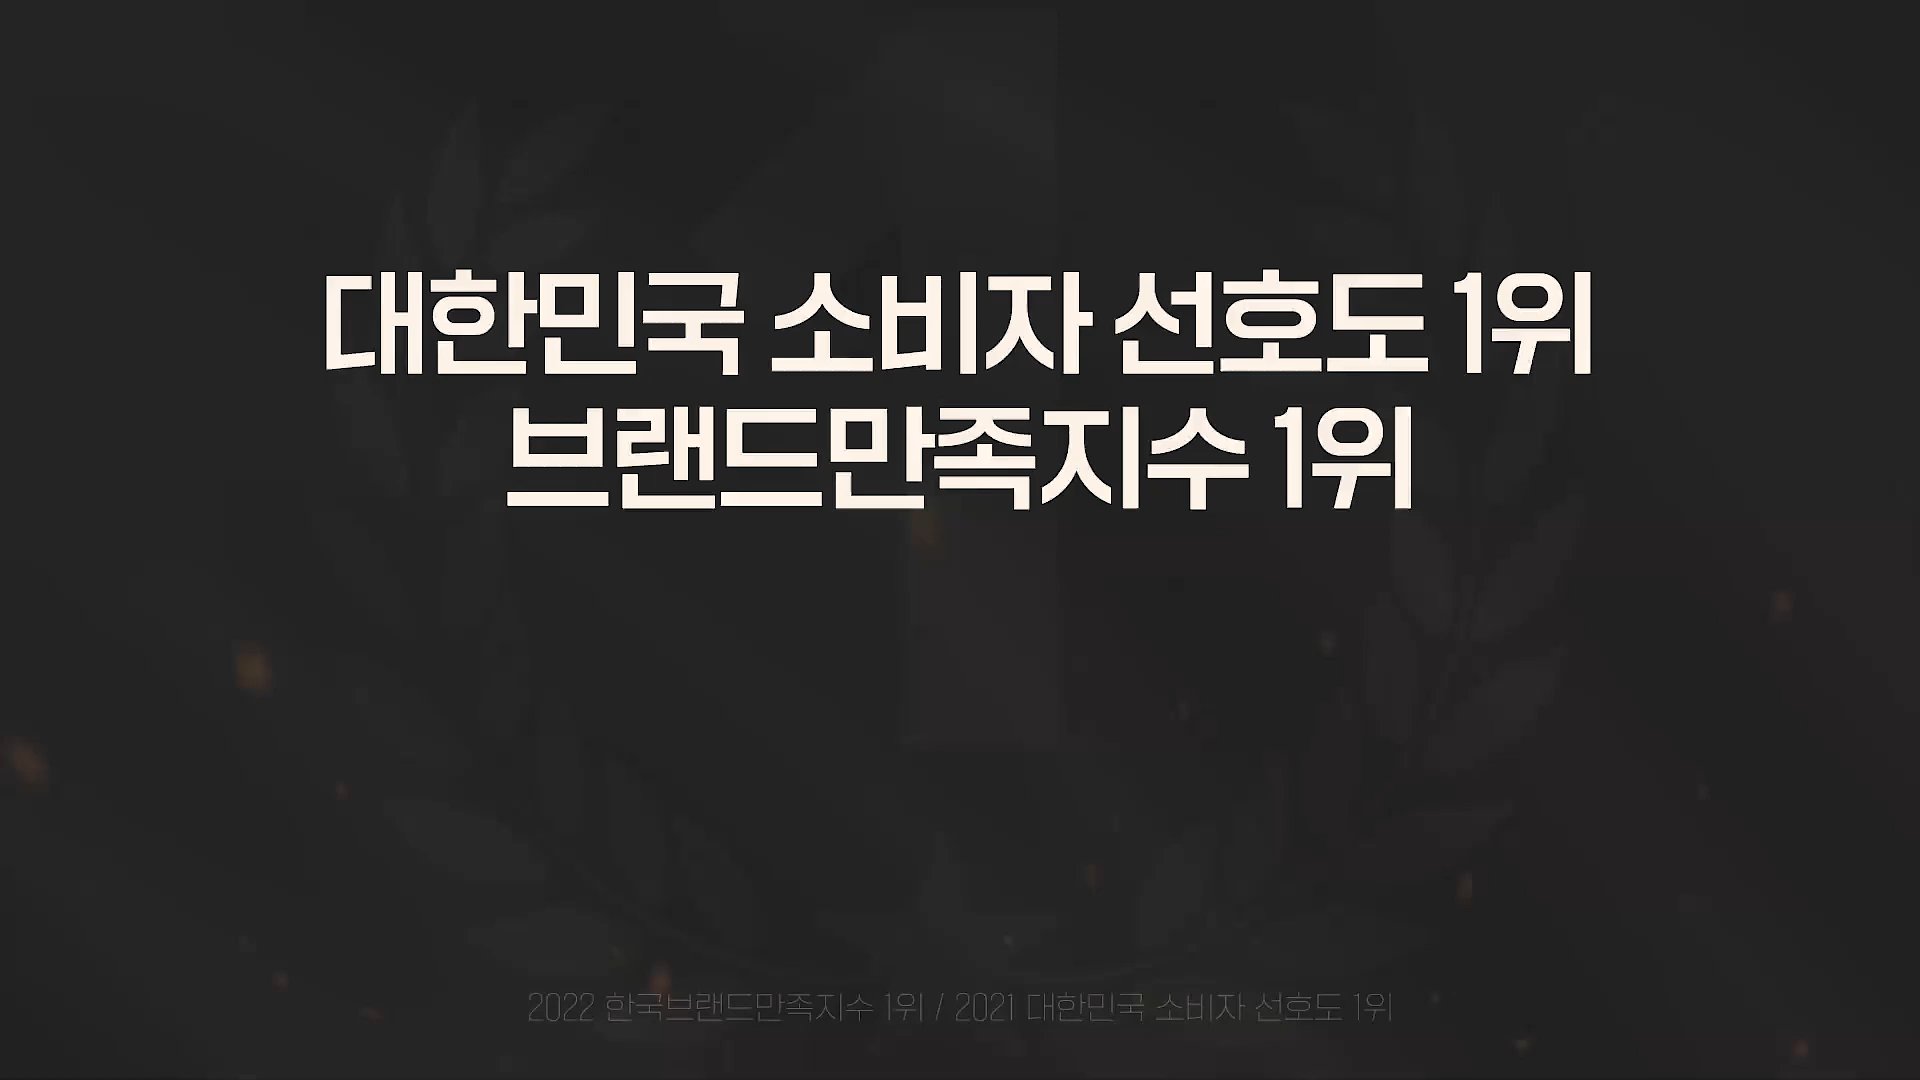 대한민국 소비자 선호도 1위
브랜드만족지수 1위
2022 한국브랜드만족지수 1위 / 2021 대한민국 소비자 선호도 1위